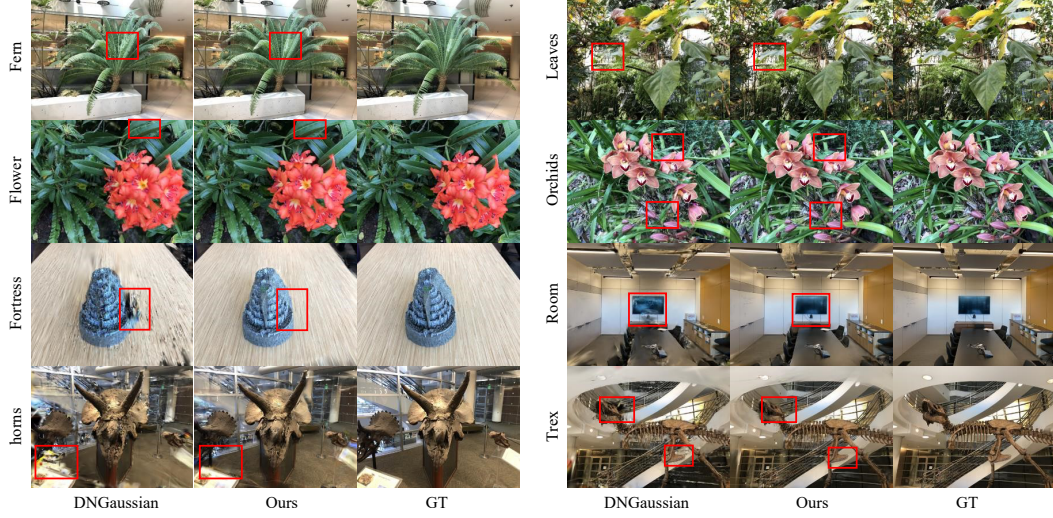 Fern
Flower
Fortress
horns
DNGaussian
Ours
GT
Leaves
Orchids
Room
Trex
DNGaussian
Ours
GT